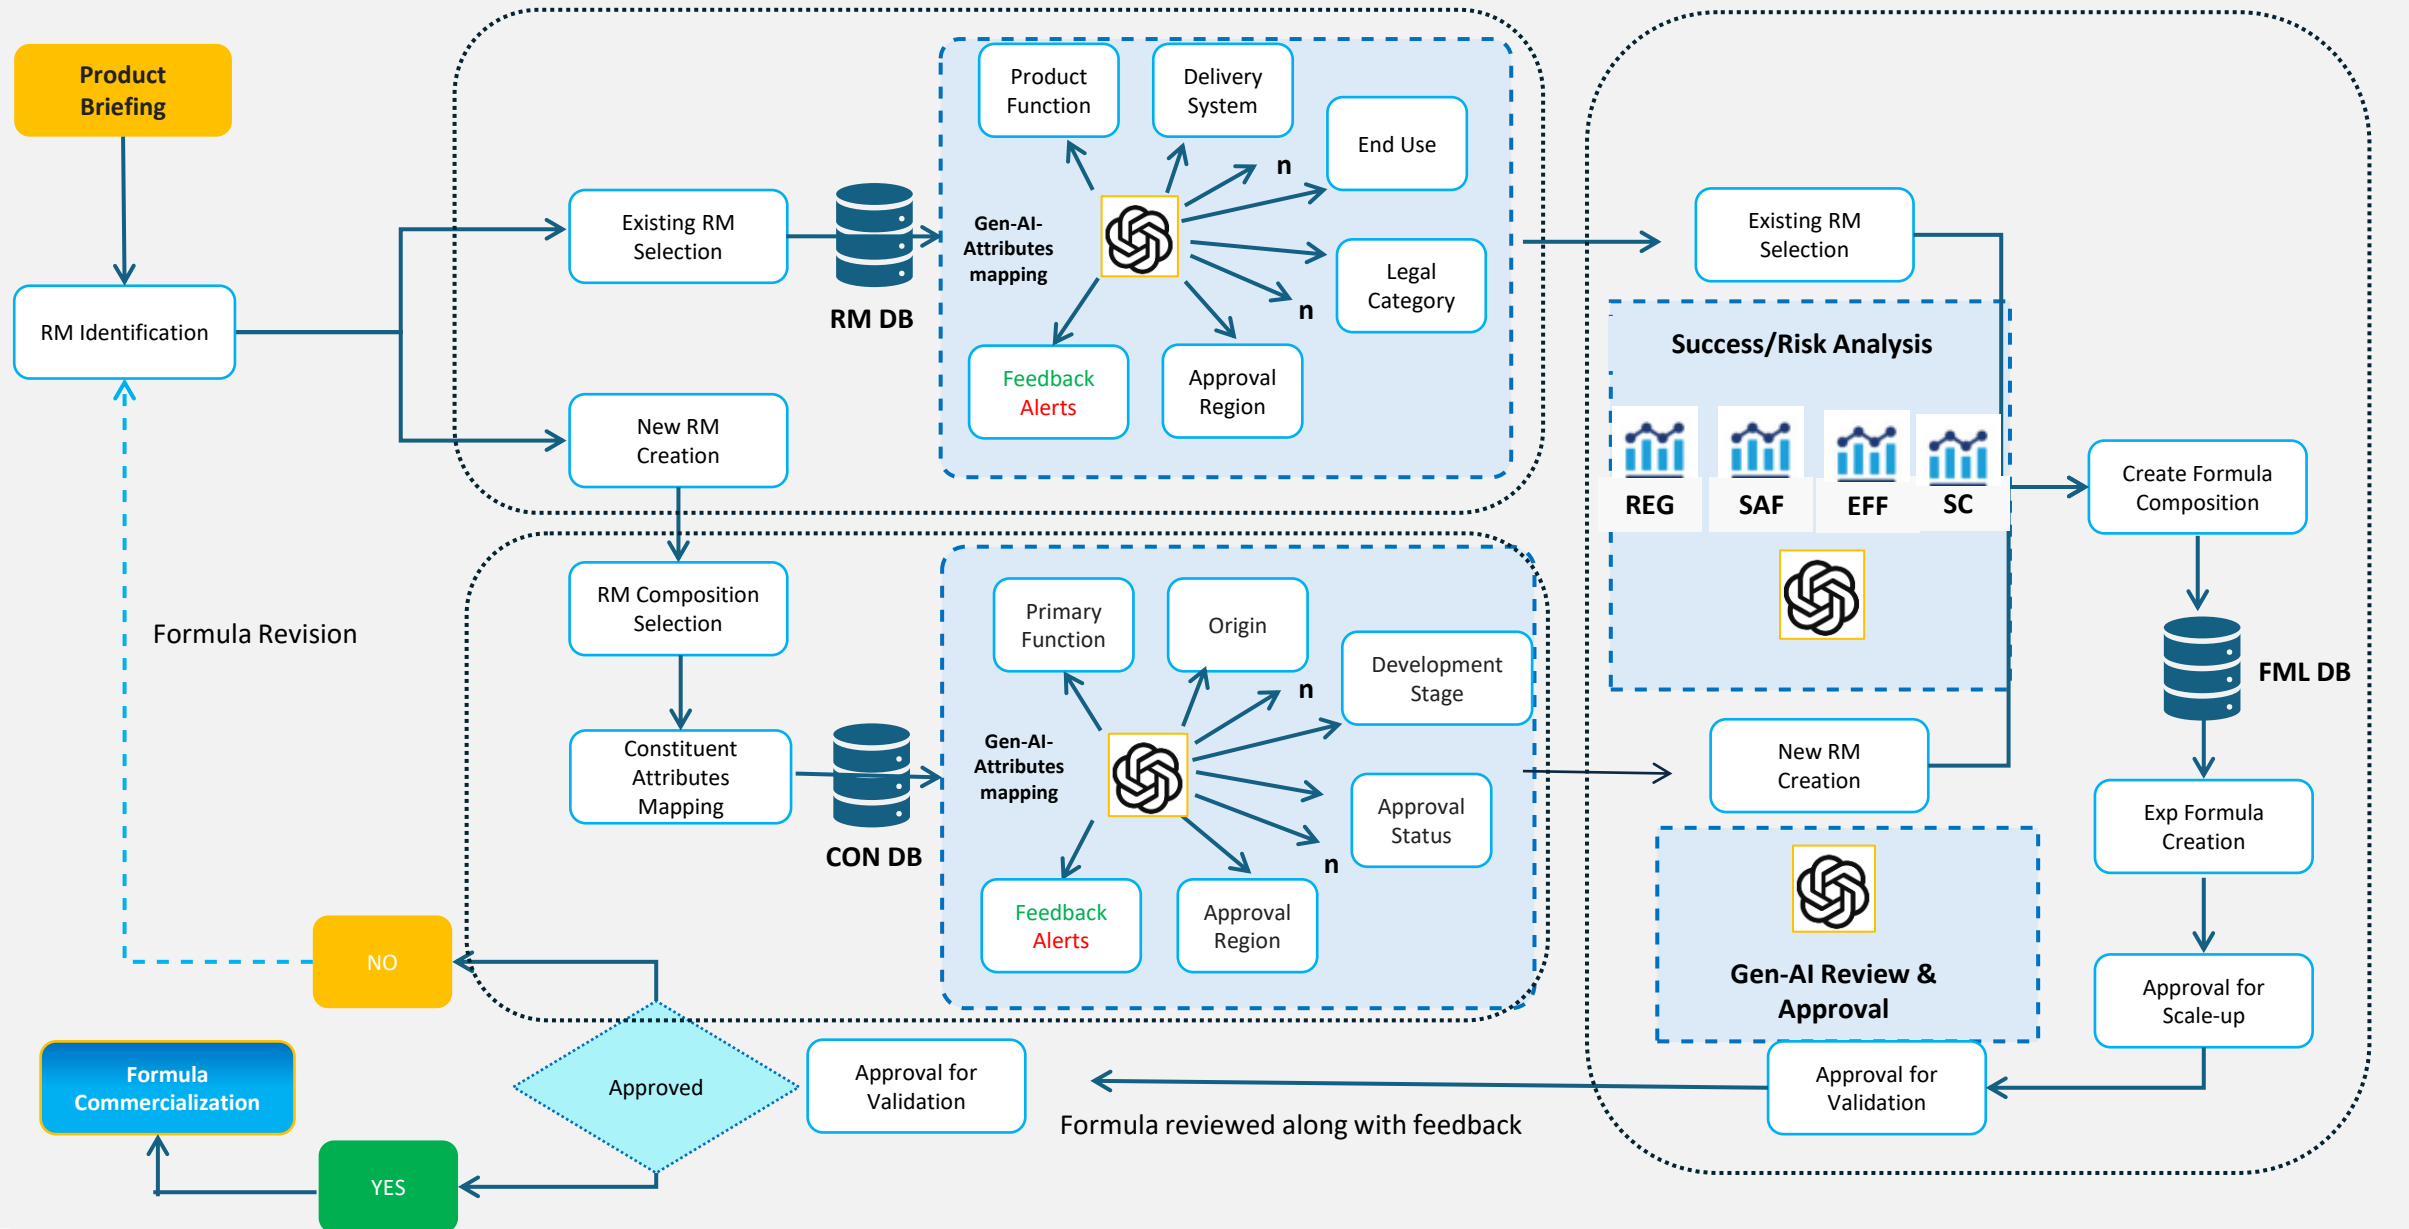 Product
Briefing
RM Identification
Formula Revision
Existing RM
Selection
RM DB
New RM
Creation
Gen-AI-
Attributes
mapping
Product
Function
Delivery
System
n
End Use
Legal
Category
n
Feedback
Alerts
Approval
Region
RM Composition
Selection
Constituent
Attributes
Mapping
CON DB
Gen-AI-
Attributes
mapping
Primary
Function
Origin
n
Development
Stage
Approval
Status
n
Feedback
Alerts
Approval
Region
Existing RM
Selection
Success/Risk Analysis
REG
SAF
EFF
SC
New RM
Creation
Gen-AI Review &
Approval
Create Formula
Composition
FML DB
Exp Formula
Creation
Approval for
Scale-up
Approval for
Validation
Formula reviewed along with feedback
Approval for
Validation
Approved
NO
YES
Formula
Commercialization